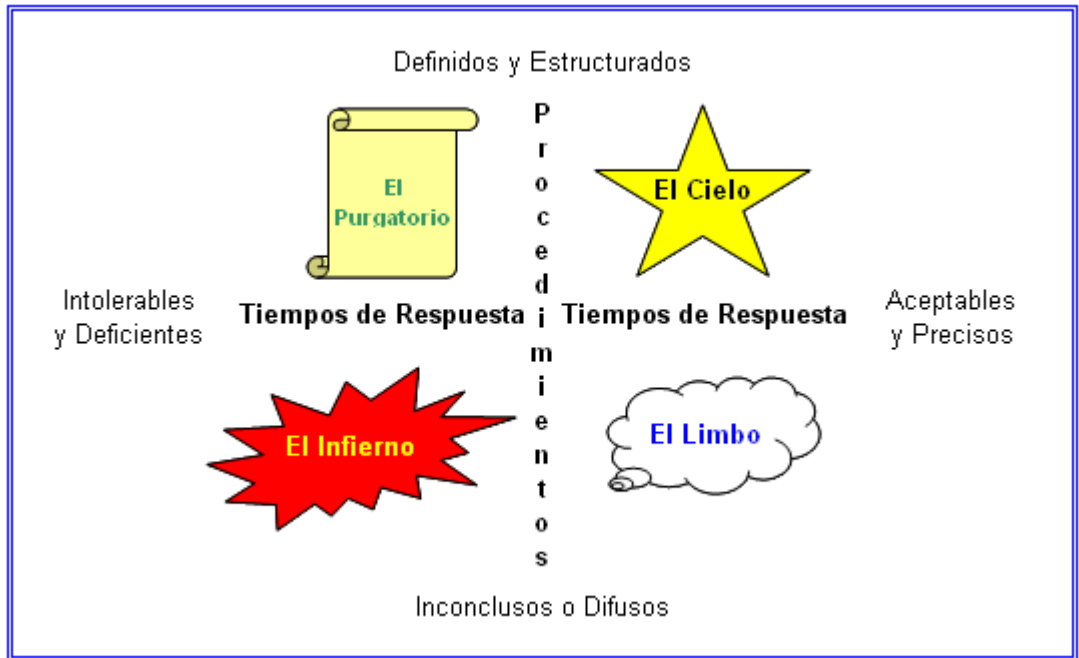 Definidos y Estructurados
Procedimientos
El
Purgatorio
El Cielo
Intolerables
y Deficientes
Tiempos de Respuesta
Tiempos de Respuesta
Aceptables
y Precisos
El Infierno
El Limbo
Inconclusos o Difusos